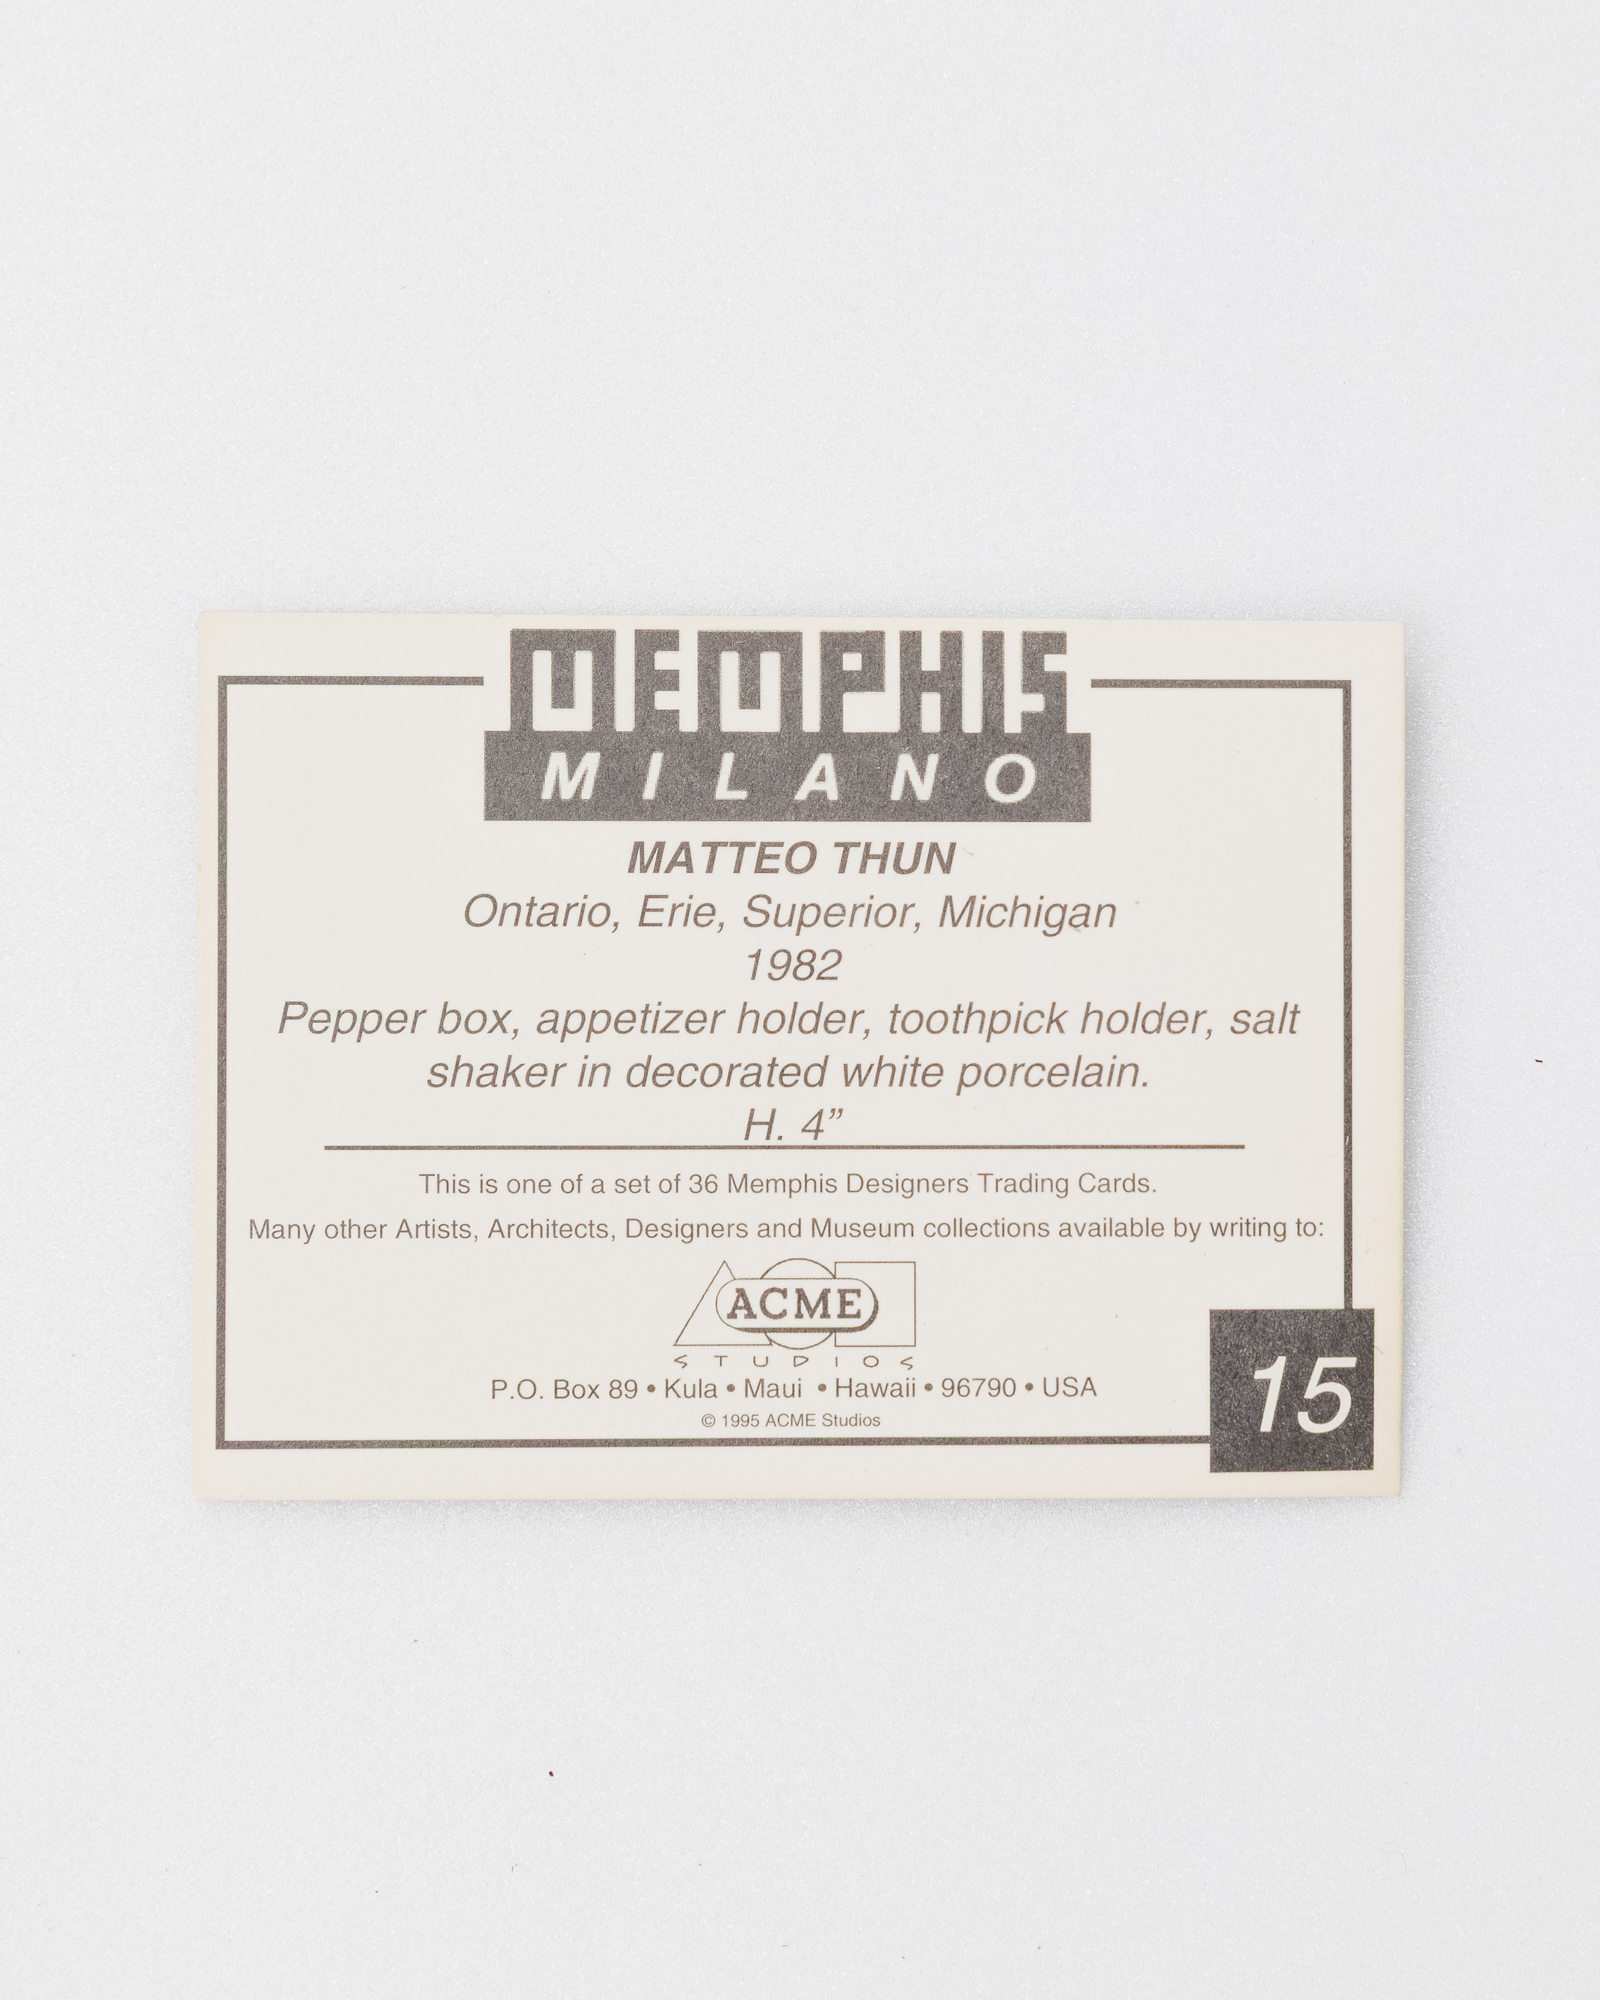 MEMPHIS
MILANO
MATTEO THUN
Ontario, Erie, Superior, Michigan
1982
Pepper box, appetizer holder, toothpick holder, salt
shaker in decorated white porcelain.
H. 4”
This is one of a set of 36 Memphis Designers Trading Cards.
Many other Artists, Architects, Designers and Museum collections available by writing to:
ACME
STUDIOS
P.O. Box 89 • Kula • Maui • Hawaii • 96790 • USA
© 1995 ACME Studios
15